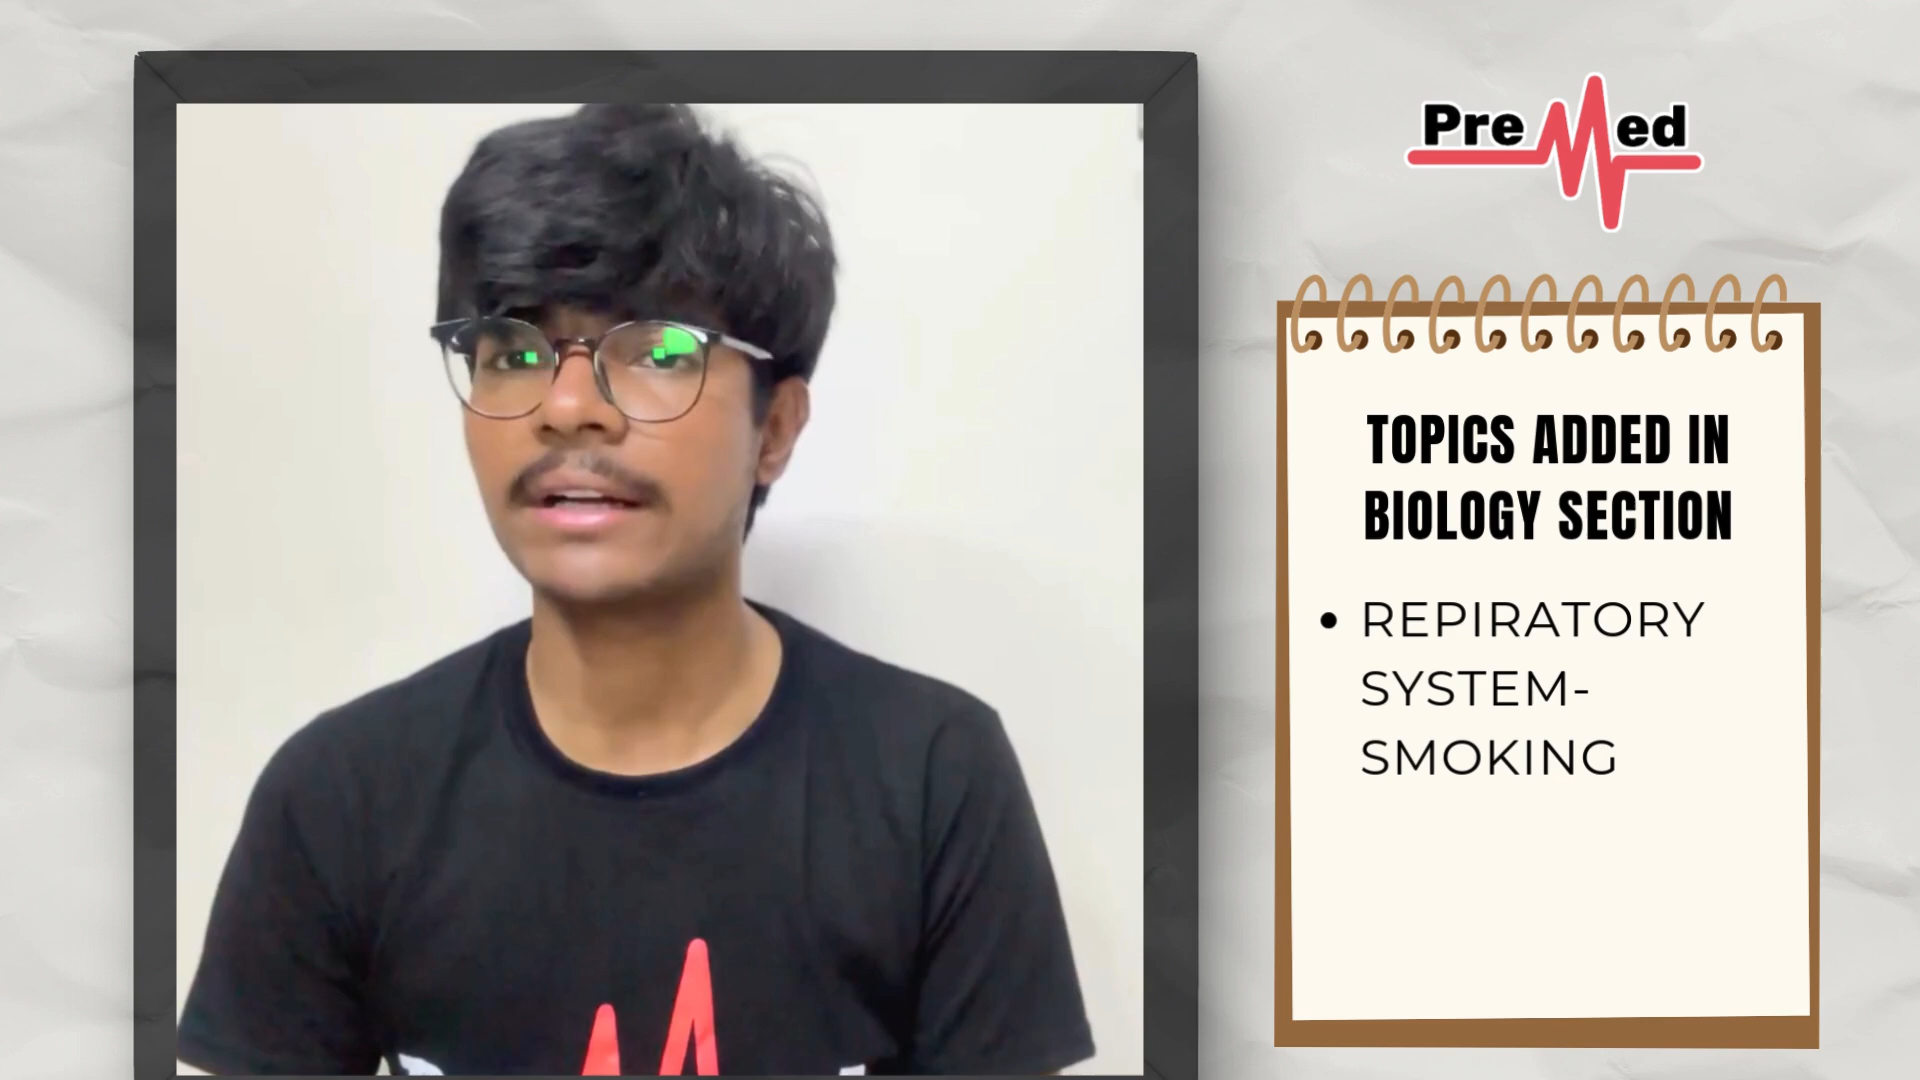 PreMed
TOPICS ADDED IN
BIOLOGY SECTION
• REPIRATORY
SYSTEM-
SMOKING